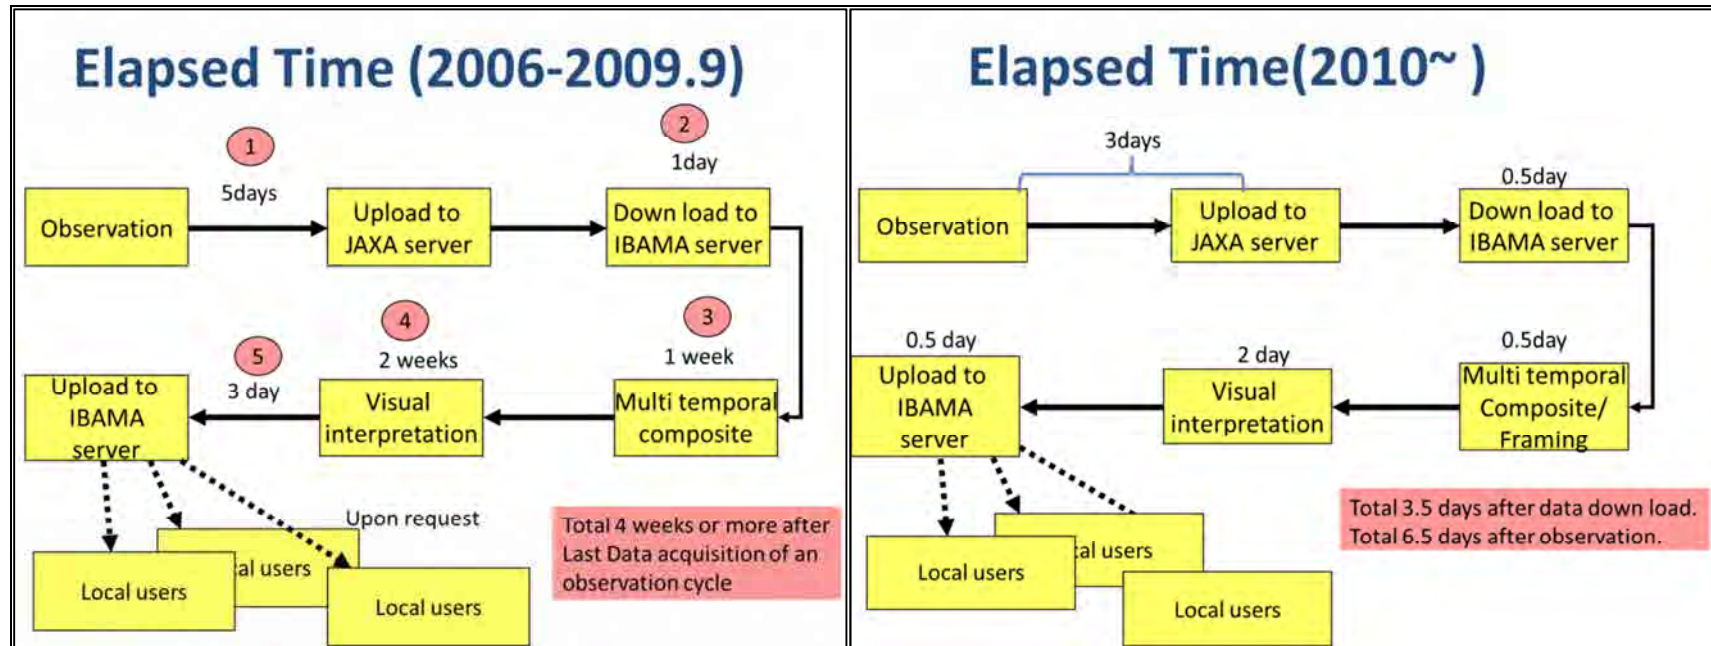 Elapsed Time (2006-2009.9)
1
5days
2
1day
Observation
Upload to
JAXA server
Down load to
IBAMA server
3
1 week
4
2 weeks
5
3 day
Multi temporal
composite
Visual
interpretation
Upload to
IBAMA
server
Upon request
Local users
al users
Local users
Total 4 weeks or more after
Last Data acquisition of an
observation cycle
Elapsed Time(2010~ )
3days
0.5day
Observation
Upload to
JAXA server
Down load to
IBAMA server
0.5day
2 day
0.5 day
Multi temporal
Composite/
Framing
Visual
interpretation
Upload to
IBAMA
server
Local users
cal users
Local users
Total 3.5 days after data down load.
Total 6.5 days after observation.